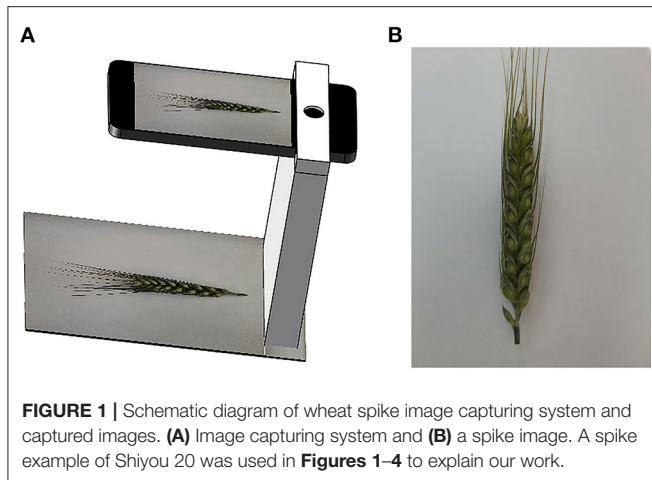 A
B
FIGURE 1 | Schematic diagram of wheat spike image capturing system and
captured images. (A) Image capturing system and (B) a spike image. A spike
example of Shiyou 20 was used in Figures 1–4 to explain our work.